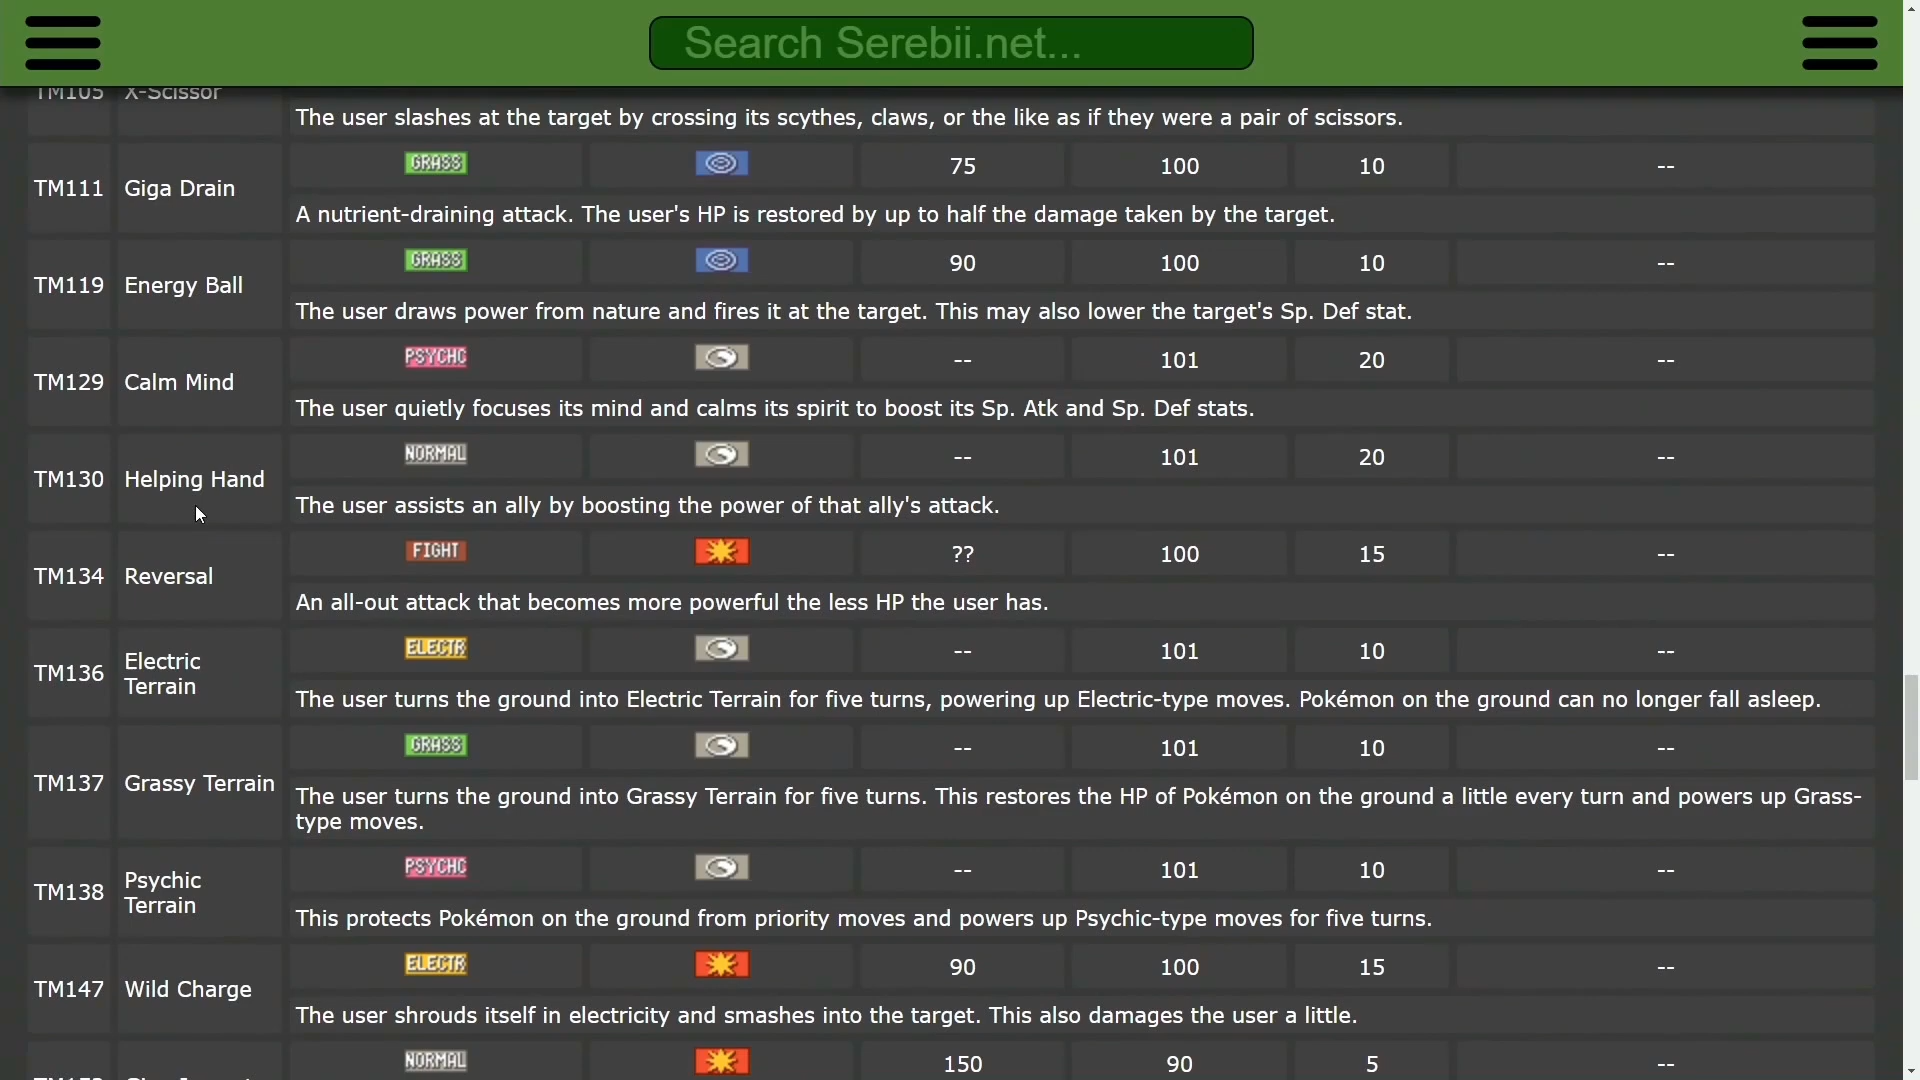 Search Serebii.net...
TM105 X-Scissor
The user slashes at the target by crossing its scythes, claws, or the like as if they were a pair of scissors.
TM111 Giga Drain GRASS 75 100 10 --
A nutrient-draining attack. The user's HP is restored by up to half the damage taken by the target.
TM119 Energy Ball GRASS 90 100 10 --
The user draws power from nature and fires it at the target. This may also lower the target's Sp. Def stat.
TM129 Calm Mind PSYCHC -- 101 20 --
The user quietly focuses its mind and calms its spirit to boost its Sp. Atk and Sp. Def stats.
TM130 Helping Hand NORMAL -- 101 20 --
The user assists an ally by boosting the power of that ally's attack.
TM134 Reversal FIGHT ?? 100 15 --
An all-out attack that becomes more powerful the less HP the user has.
TM136 Electric Terrain ELECTR -- 101 10 --
The user turns the ground into Electric Terrain for five turns, powering up Electric-type moves. Pokémon on the ground can no longer fall asleep.
TM137 Grassy Terrain GRASS -- 101 10 --
The user turns the ground into Grassy Terrain for five turns. This restores the HP of Pokémon on the ground a little every turn and powers up Grass-
type moves.
TM138 Psychic Terrain PSYCHC -- 101 10 --
This protects Pokémon on the ground from priority moves and powers up Psychic-type moves for five turns.
TM147 Wild Charge ELECTR 90 100 15 --
The user shrouds itself in electricity and smashes into the target. This also damages the user a little.
NORMAL 150 90 5 --